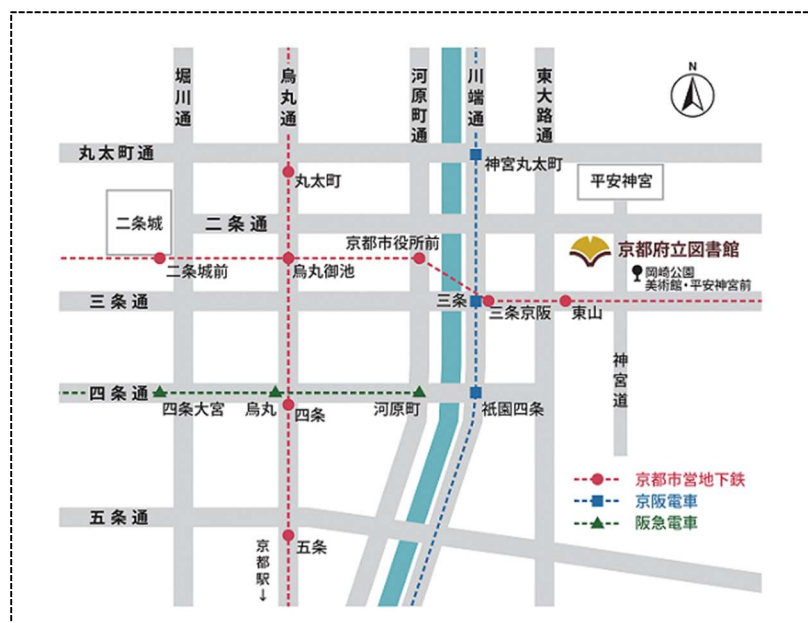 堀川通
烏丸通
河原町通
川端通
東大路通
N
丸太町通
神宮丸太町
丸太町
平安神宮
二条城
二条通
京都市役所前
京都府立図書館
二条城前
烏丸御池
岡崎公園
美術館・平安神宮前
三条通
三条
三条京阪
東山
神宮道
四条通
四条大宮
烏丸
四条
河原町
祇園四条
京都市営地下鉄
京阪電車
阪急電車
五条通
五条
京都駅↓